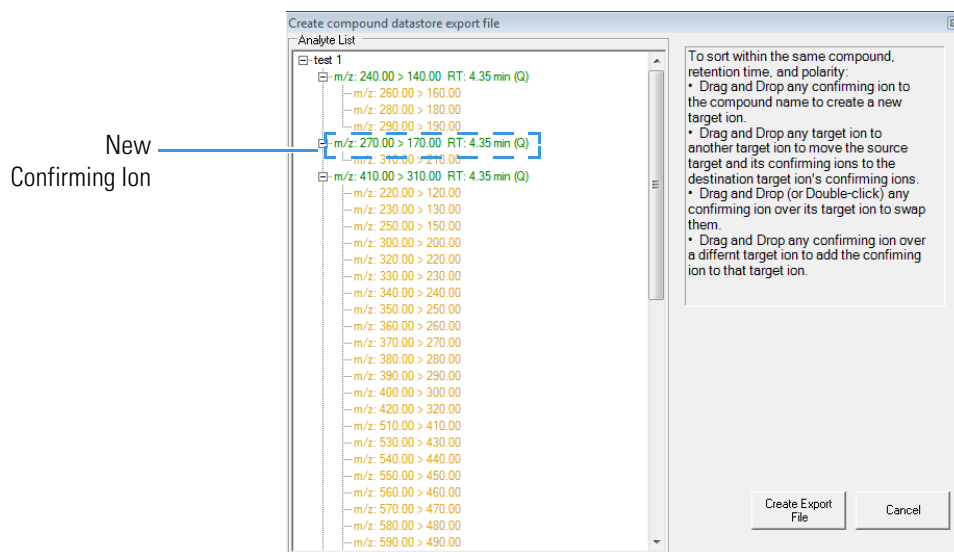 Create compound datastore export file
Analyte List
test 1
m/z: 240.00 > 140.00 RT: 4.35 min (Q)
m/z: 260.00 > 160.00
m/z: 280.00 > 180.00
m/z: 290.00 > 190.00
m/z: 270.00 > 170.00 RT: 4.35 min (Q)
m/z: 310.00 > 210.00
m/z: 410.00 > 310.00 RT: 4.35 min (Q)
m/z: 220.00 > 120.00
m/z: 230.00 > 130.00
m/z: 250.00 > 150.00
m/z: 300.00 > 200.00
m/z: 320.00 > 220.00
m/z: 330.00 > 230.00
m/z: 340.00 > 240.00
m/z: 350.00 > 250.00
m/z: 360.00 > 260.00
m/z: 370.00 > 270.00
m/z: 380.00 > 280.00
m/z: 390.00 > 290.00
m/z: 400.00 > 300.00
m/z: 420.00 > 320.00
m/z: 510.00 > 410.00
m/z: 530.00 > 430.00
m/z: 540.00 > 440.00
m/z: 550.00 > 450.00
m/z: 560.00 > 460.00
m/z: 570.00 > 470.00
m/z: 580.00 > 480.00
m/z: 590.00 > 490.00
New
Confirming Ion
To sort within the same compound,
retention time, and polarity:
• Drag and Drop any confirming ion to
the compound name to create a new
target ion.
• Drag and Drop any target ion to
another target ion to move the source
target and its confirming ions to the
destination target ion's confirming ions.
• Drag and Drop (or Double-click) any
confirming ion over its target ion to swap
them.
• Drag and Drop any confirming ion over
a differnt target ion to add the confiming
ion to that target ion.
Create Export
File
Cancel